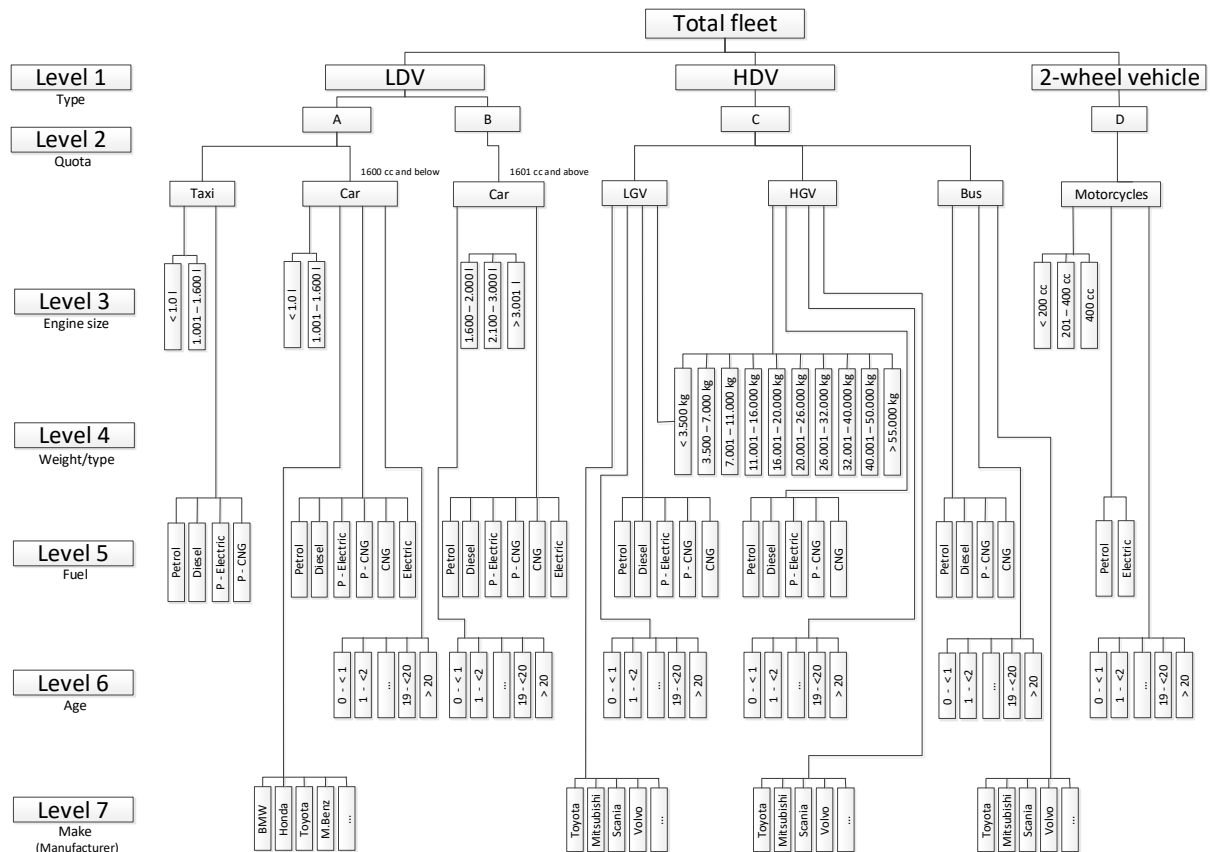 Total fleet
Level 1
Type
LDV
HDV
2-wheel vehicle
A
B
C
D
Level 2
Quota
1600 cc and below
1601 cc and above
Taxi
Car
Car
LGV
HGV
Bus
Motorcycles
Level 3
Engine size
< 1.0 l
1.001 – 1.600 l
< 1.0 l
1.001 – 1.600 l
1.600 – 2.000 l
2.100 – 3.000 l
> 3.001 l
< 200 cc
201 – 400 cc
400 cc
Level 4
Weight/type
< 3.500 kg
3.500 – 7.000 kg
7.001 – 11.000 kg
11.001 – 16.000 kg
16.001 – 20.000 kg
20.001 – 26.000 kg
26.001 – 32.000 kg
32.001 – 40.000 kg
40.001 – 50.000 kg
> 55.000 kg
Level 5
Fuel
Petrol
Diesel
P - Electric
P - CNG
Petrol
Diesel
P - Electric
P - CNG
CNG
Electric
Petrol
Diesel
P - Electric
P - CNG
CNG
Electric
Petrol
Diesel
P - Electric
P - CNG
CNG
Petrol
Diesel
P - Electric
P - CNG
CNG
Petrol
Diesel
P - CNG
CNG
Petrol
Electric
Level 6
Age
0 - < 1
1 - <2
...
19 - <20
> 20
0 - < 1
1 - <2
...
19 - <20
> 20
0 - < 1
1 - <2
...
19 - <20
> 20
0 - < 1
1 - <2
...
19 - <20
> 20
0 - < 1
1 - <2
...
19 - <20
> 20
0 - < 1
1 - <2
...
19 - <20
> 20
Level 7
Make
(Manufacturer)
BMW
Honda
Toyota
M.Benz
...
Toyota
Mitsubishi
Scania
Volvo
...
Toyota
Mitsubishi
Scania
Volvo
...
Toyota
Mitsubishi
Scania
Volvo
...